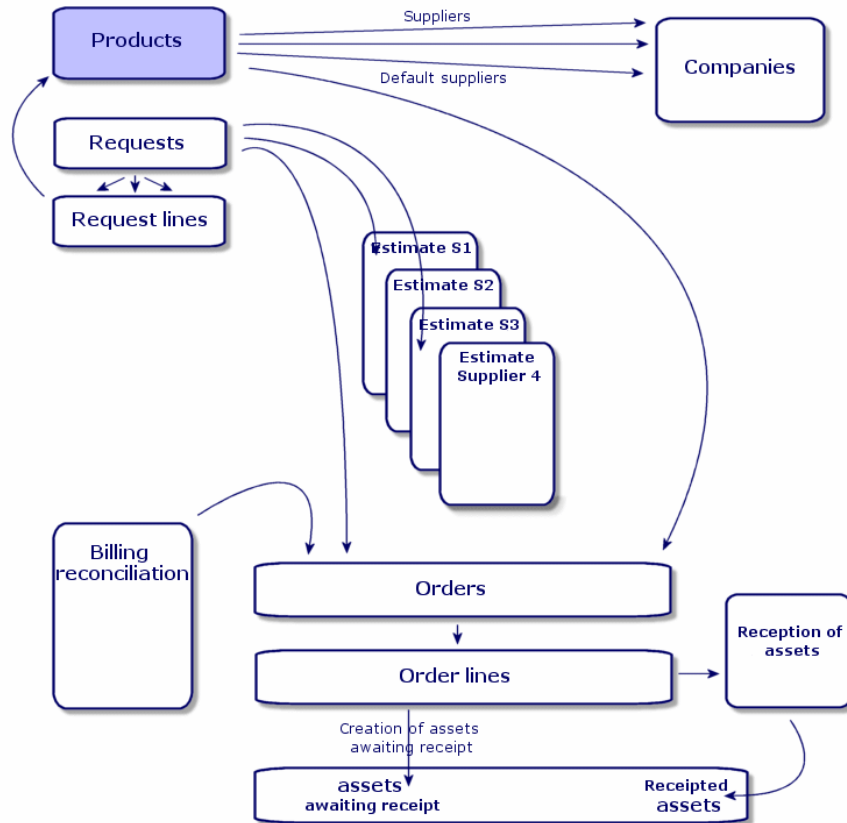 Suppliers
Products
Companies
Default suppliers
Requests
Request lines
Estimate S1
Estimate S2
Estimate S3
Estimate
Supplier 4
Billing
reconciliation
Orders
Reception of
assets
Order lines
Creation of assets
awaiting receipt
assets
awaiting receipt
Receipted
assets